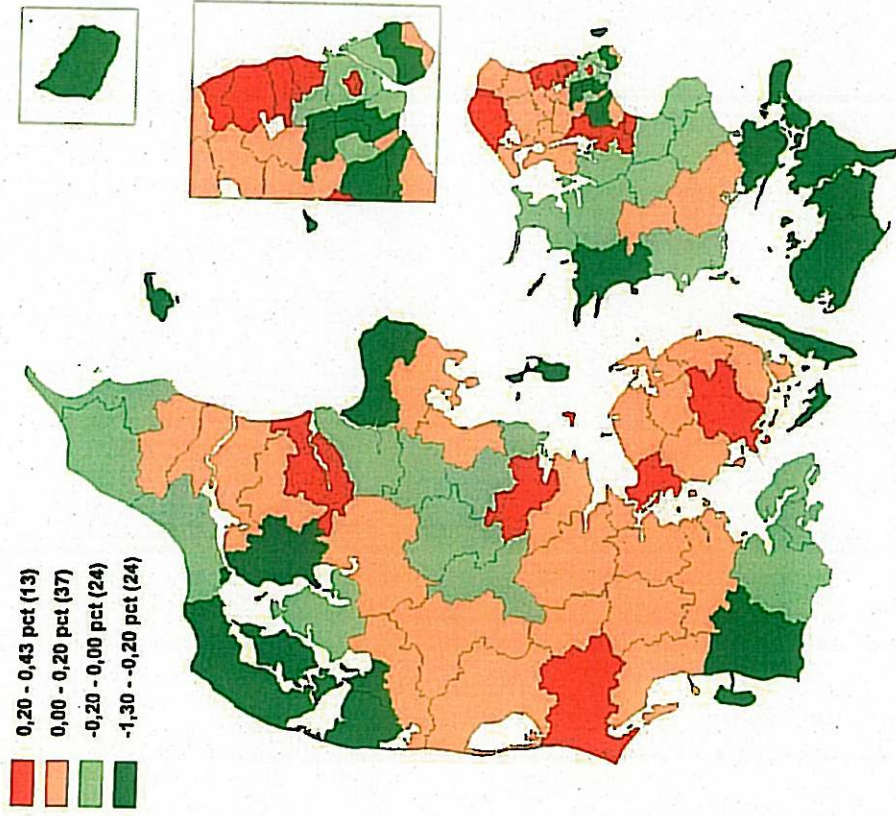 0,20 - 0,43 pct (13)
0,00 - 0,20 pct (37)
-0,20 - 0,00 pct (24)
-1,30 - -0,20 pct (24)